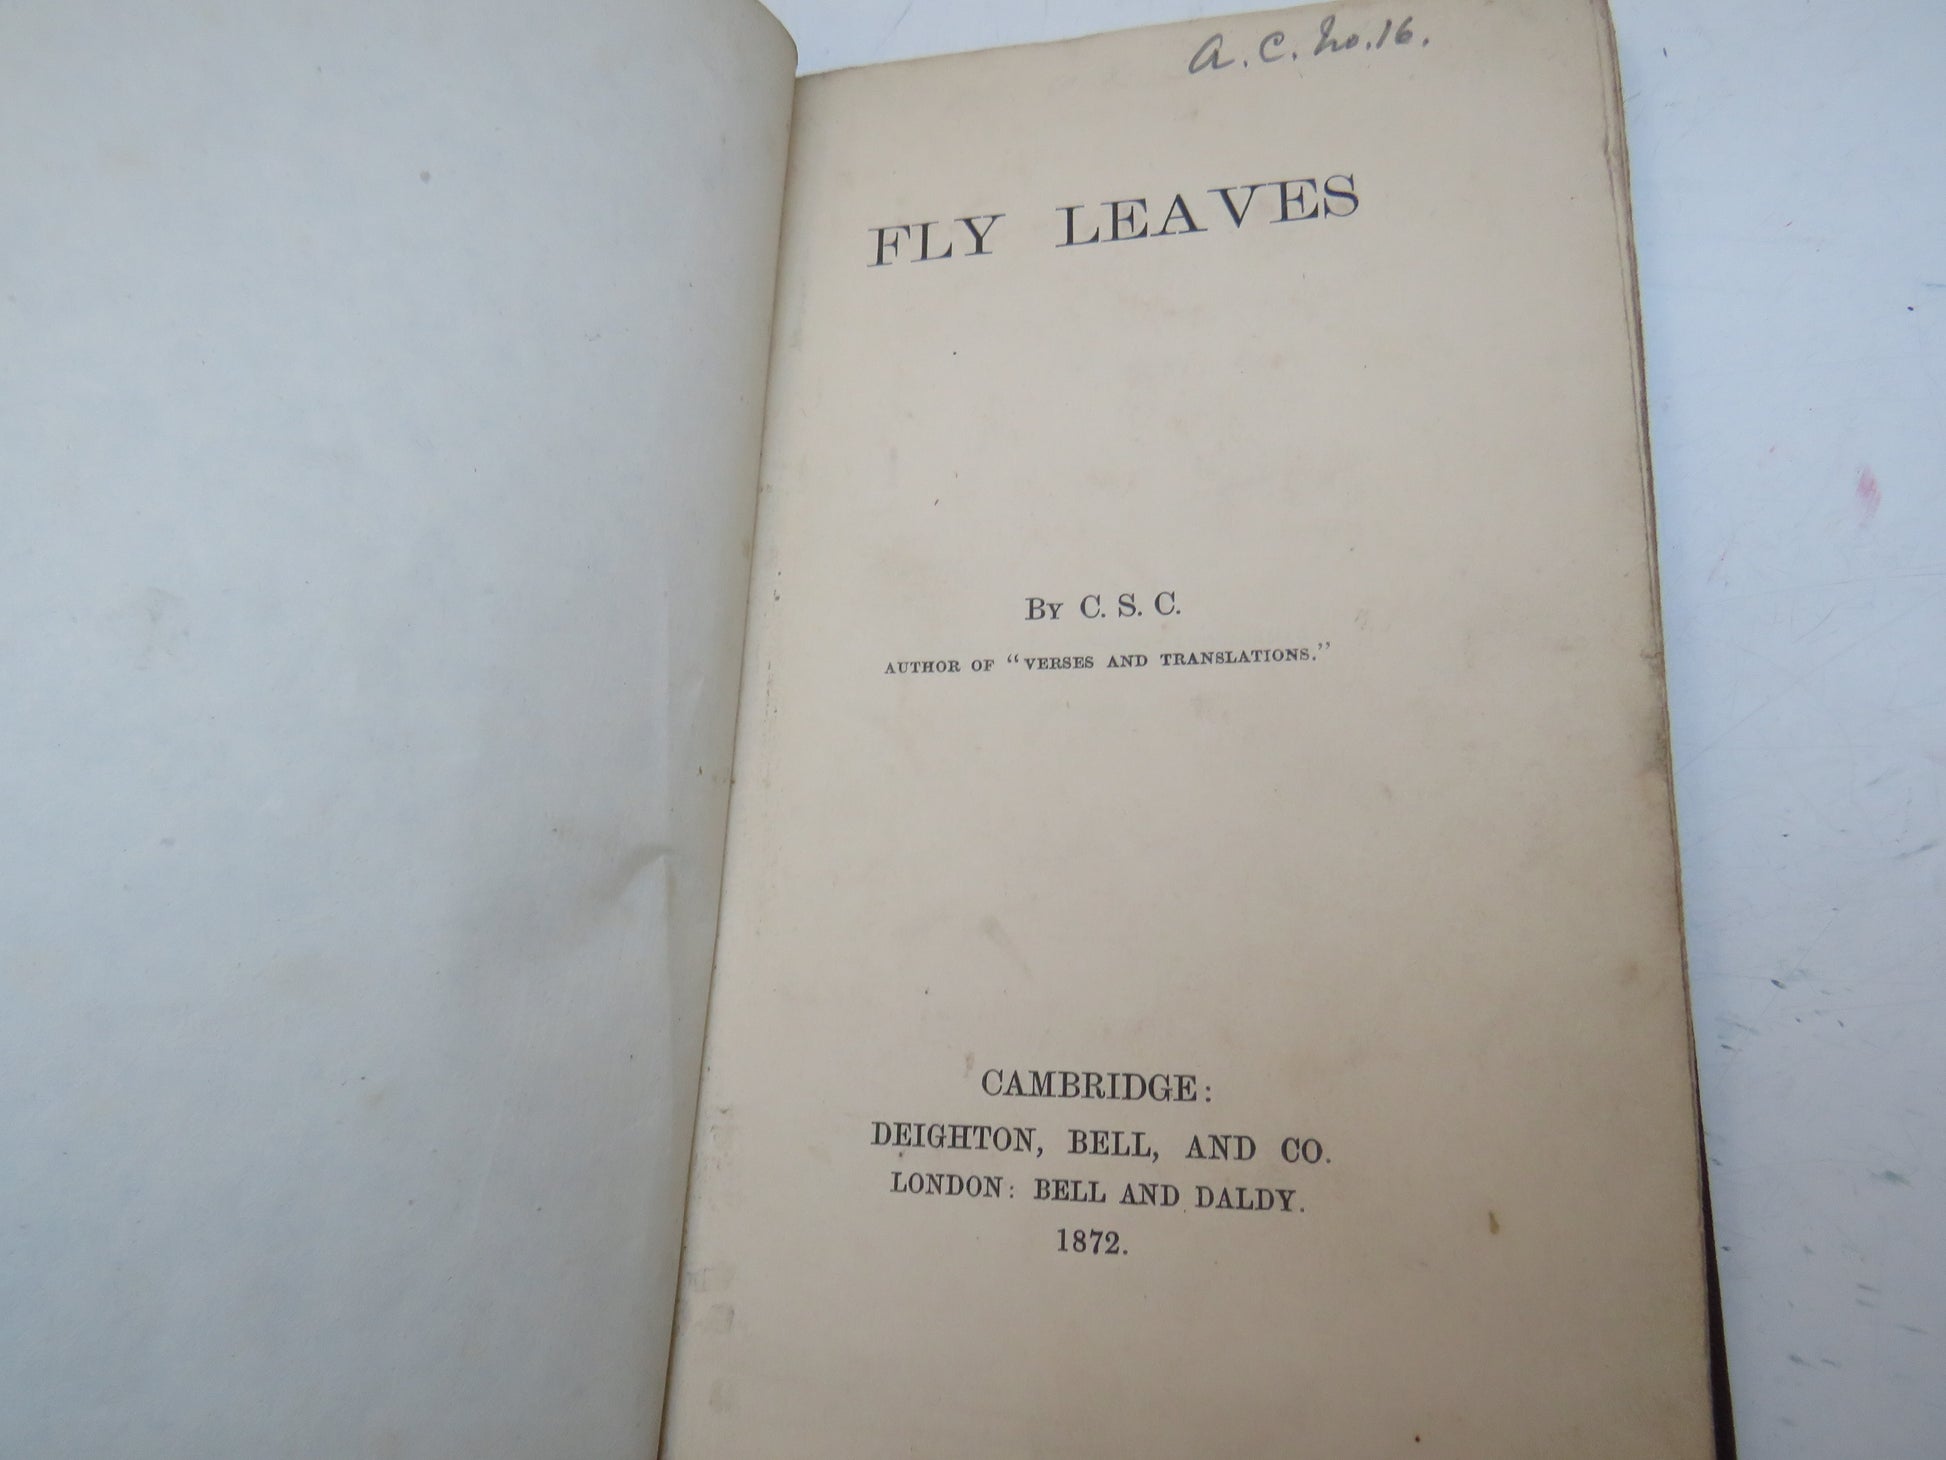 a. C. No. 16.
FLY LEAVES
BY C. S. C.
AUTHOR OF "VERSES AND TRANSLATIONS."
CAMBRIDGE:
DEIGHTON, BELL, AND CO.
LONDON: BELL AND DALDY.
1872.